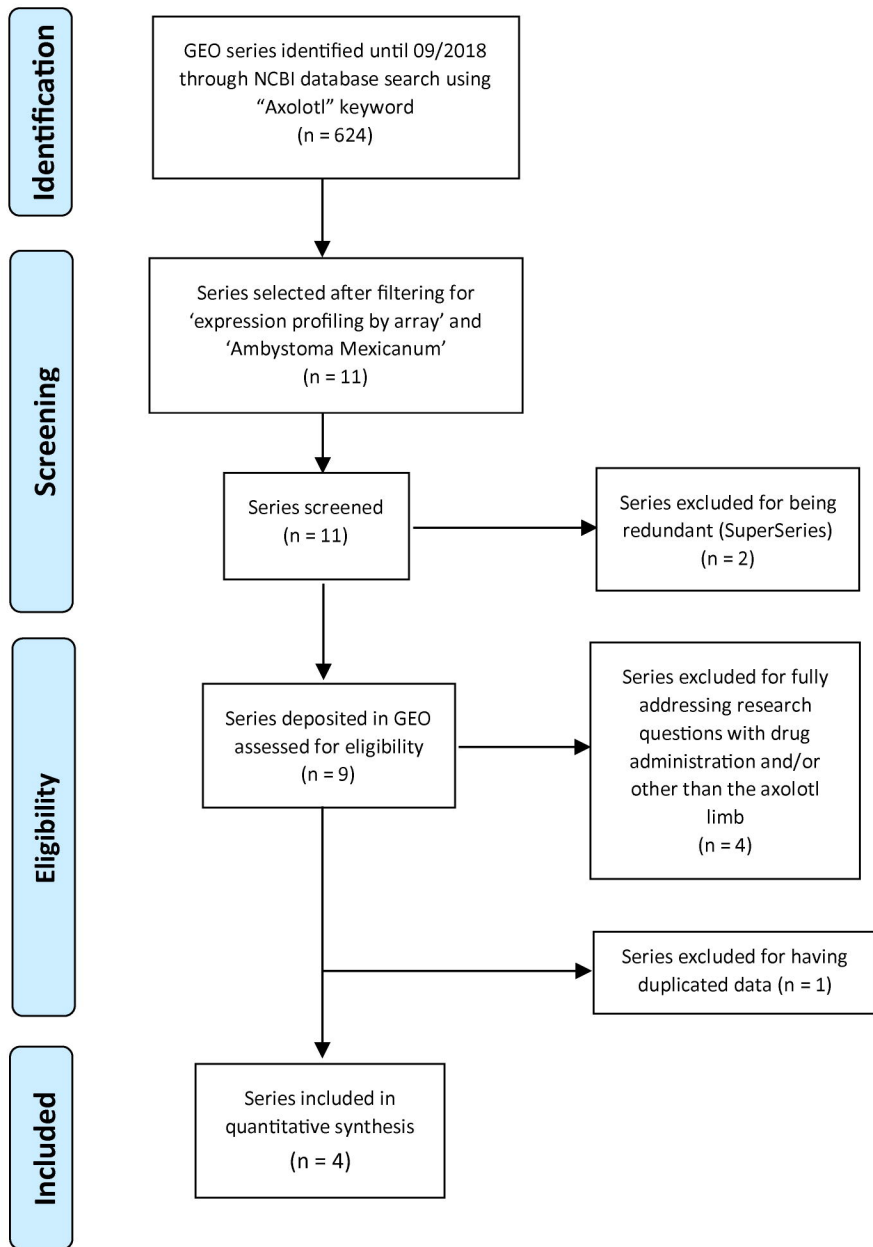 Identification
GEO series identified until 09/2018
through NCBI database search using
“Axolotl” keyword
(n = 624)
Screening
Series selected after filtering for
‘expression profiling by array’ and
‘Ambystoma Mexicanum’
(n = 11)
Series screened
(n = 11)
Series excluded for being
redundant (SuperSeries)
(n = 2)
Eligibility
Series deposited in GEO
assessed for eligibility
(n = 9)
Series excluded for fully
addressing research
questions with drug
administration and/or
other than the axolotl
limb
(n = 4)
Series excluded for having
duplicated data (n = 1)
Included
Series included in
quantitative synthesis
(n = 4)